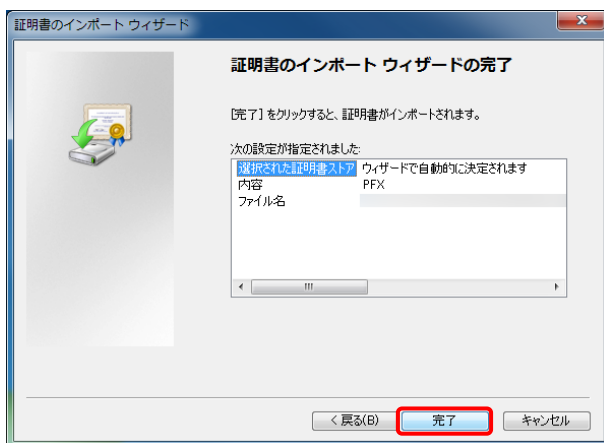 証明書のインポート ウィザード
証明書のインポート ウィザードの完了
[完了] をクリックすると、証明書がインポートされます。
次の設定が指定されました:
選択された証明書ストア ウィザードで自動的に決定されます
内容 PFX
ファイル名
< 戻る(B) 完了 キャンセル